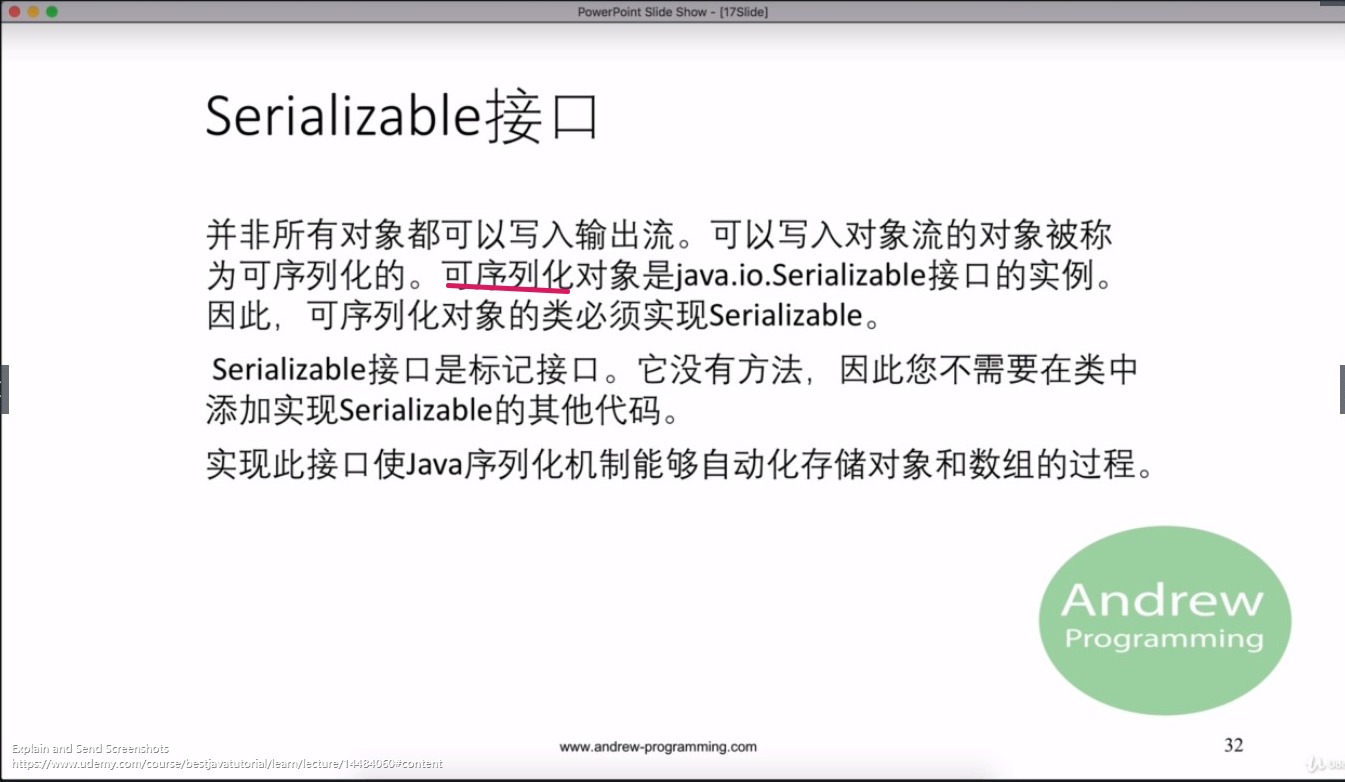 PowerPoint Slide Show - [17Slide]
Serializable接口
并非所有对象都可以写入输出流。可以写入对象流的对象被称
为可序列化的。可序列化对象是java.io.Serializable接口的实例。
因此，可序列化对象的类必须实现Serializable。
Serializable接口是标记接口。它没有方法，因此您不需要在类中
添加实现Serializable的其他代码。
实现此接口使Java序列化机制能够自动化存储对象和数组的过程。
Andrew
Programming
www.andrew-programming.com
32
Explain and Send Screenshots
https://www.udemy.com/course/bestjavatutorial/learn/lecture/14484060#content